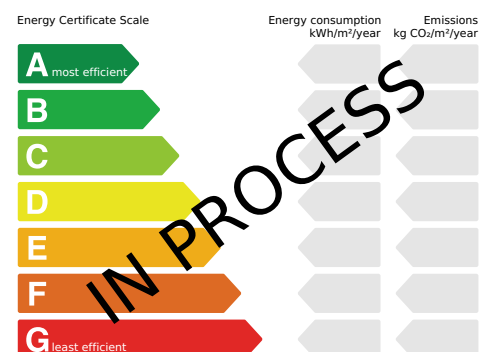 Energy Certificate Scale
Energy consumption
kWh/m²/year
Emissions
kg CO₂/m²/year
A most efficient
B
C
D
E
F
G least efficient
IN PROCESS